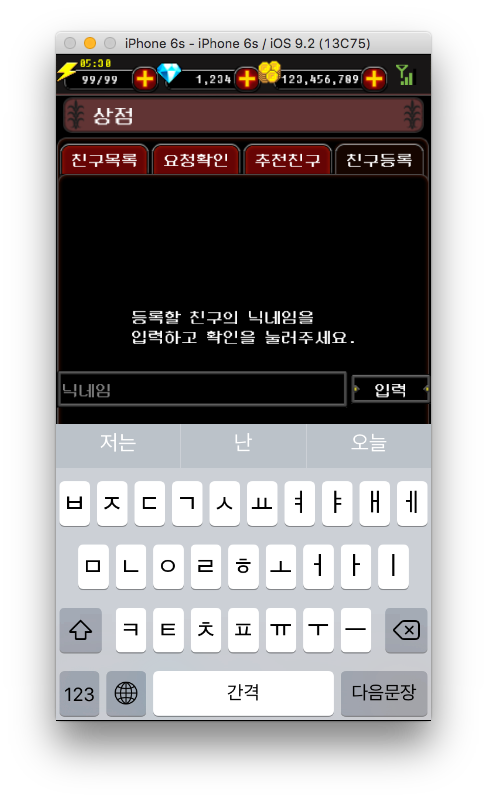 iPhone 6s - iPhone 6s / iOS 9.2 (13C75)
05:30
99/99 1,234 123,456,789
상점
친구목록 요청확인 추천친구 친구등록
등록할 친구의 닉네임을
입력하고 확인을 눌러주세요.
닉네임 입력
저는 난 오늘
ㅂ ㅈ ㄷ ㄱ ㅅ ㅛ ㅕ ㅑ ㅐ ㅔ
ㅁ ㄴ ㅇ ㄹ ㅎ ㅗ ㅓ ㅏ ㅣ
ㅋ ㅌ ㅊ ㅍ ㅠ ㅜ ㅡ
123 간격 다음문장